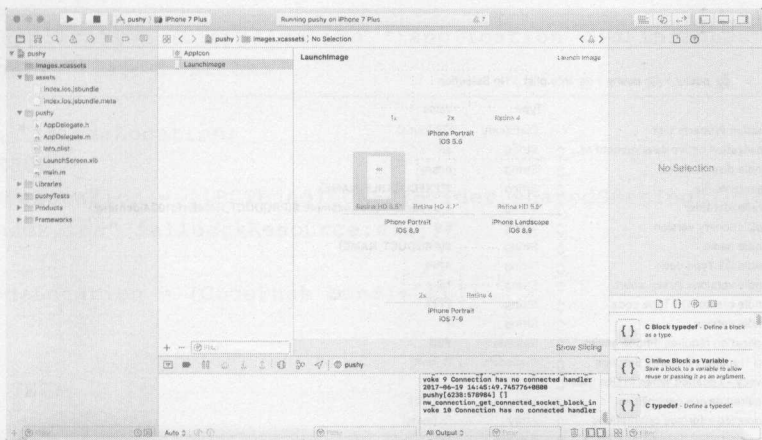 pushy
iPhone 7 Plus
Running pushy on iPhone 7 Plus
pushy
Images.xcassets
No Selection
pushy
Images.xcassets
assets
index.ios.jsbundle
index.ios.jsbundle.meta
pushy
AppDelegate.h
AppDelegate.m
Info.plist
LaunchScreen.xib
main.m
Libraries
pushyTests
Products
Frameworks
AppIcon
LaunchImage
LaunchImage
Launch Image
1x
2x
Retina 4
iPhone Portrait
iOS 5,6
Retina HD 5.5"
Retina HD 4.7"
Retina HD 5.5"
iPhone Portrait
iOS 8,9
iPhone Landscape
iOS 8,9
2x
Retina 4
iPhone Portrait
iOS 7-9
Show Slicing
No Selection
C Block typedef - Define a block
as a type.
C Inline Block as Variable -
Save a block to a variable to allow
reuse or passing it as an argument.
C typedef - Define a typedef.
pushy
voke 9 Connection has no connected handler
2017-06-19 14:45:49.745776+0800
pushy[6238:578984] []
nw_connection_get_connected_socket_block_in
voke 10 Connection has no connected handler
Auto
All Output